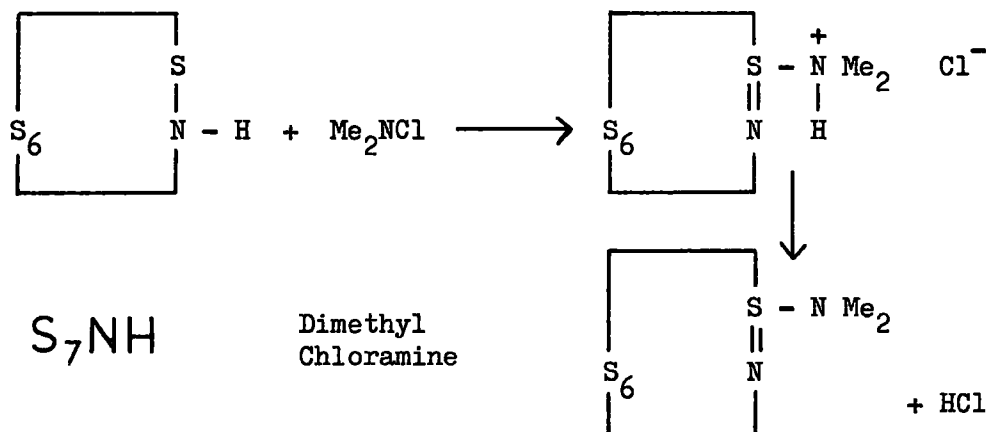 S S – N⁺ Me₂ Cl⁻
S₆ N – H + Me₂NCl ⟶ S₆ N H
S – N Me₂
S₇NH Dimethyl
Chloramine
S₆ N
+ HCl